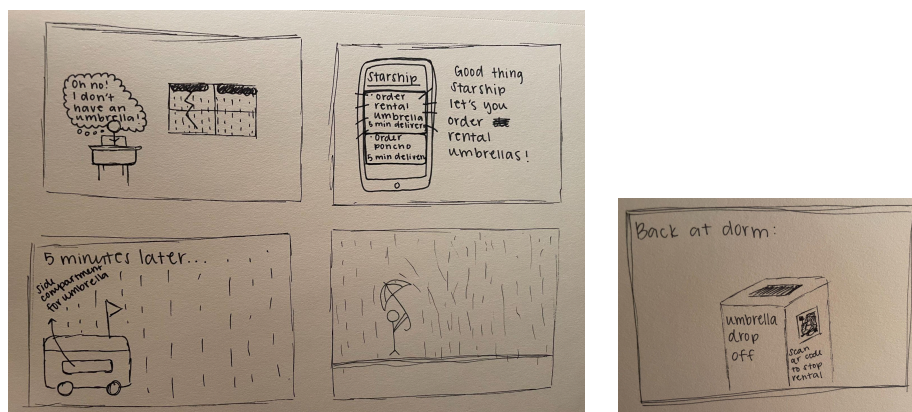 Oh no!
I don't
have an
umbrella!
Starship
· order
rental
umbrella
5 min delivery
· order
poncho
5 min delivery
Good thing
Starship
let's you
order
rental
umbrellas!
5 minutes later...
side
compartment
for umbrella
Back at dorm:
umbrella
drop
off
scan
qr code
to stop
rental